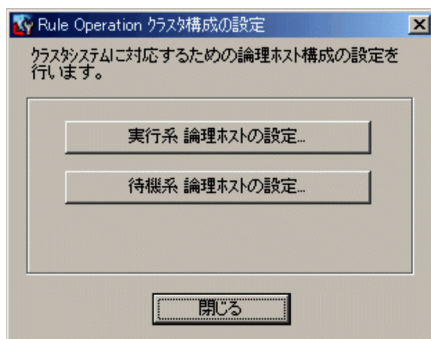 Rule Operation クラスタ構成の設定
クラスタシステムに対応するための論理ホスト構成の設定を
行います。
実行系 論理ホストの設定...
待機系 論理ホストの設定...
閉じる